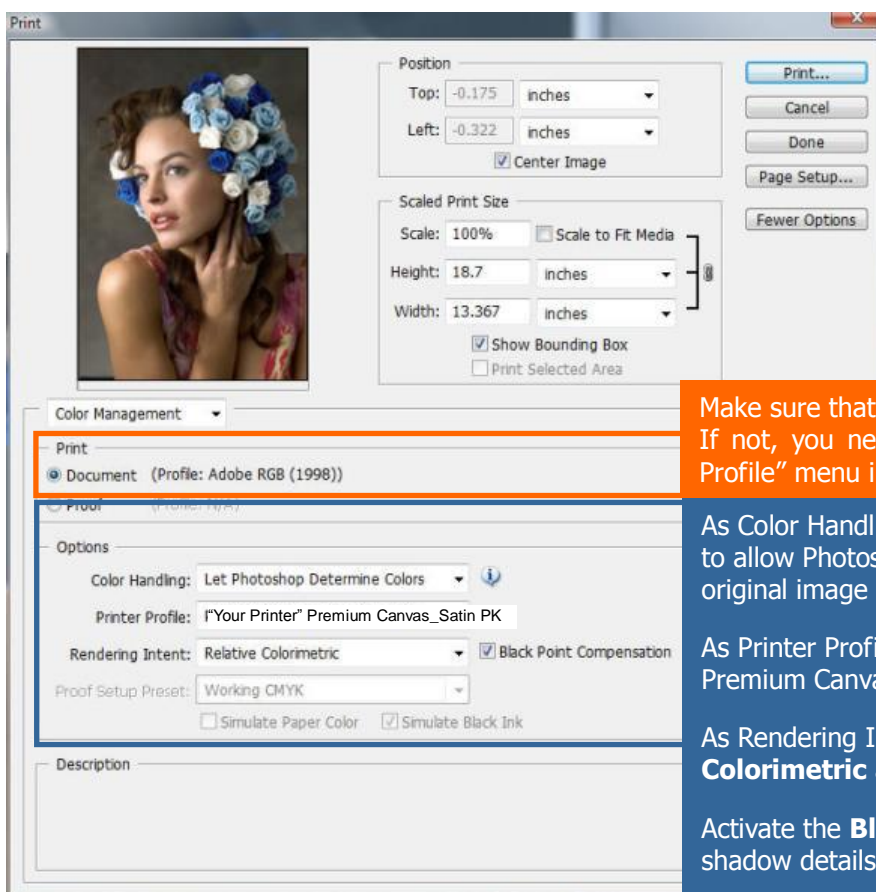 Print
Position
Top: -0.175 inches
Left: -0.322 inches
Center Image
Scaled Print Size
Scale: 100% Scale to Fit Media
Height: 18.7 inches
Width: 13.367 inches
Show Bounding Box
Print Selected Area
Print...
Cancel
Done
Page Setup...
Fewer Options
Color Management
Print
Document (Profile: Adobe RGB (1998))
Proof (Profile: N/A)
Options
Color Handling: Let Photoshop Determine Colors
Printer Profile: I"Your Printer" Premium Canvas_Satin PK
Rendering Intent: Relative Colorimetric Black Point Compensation
Proof Setup Preset: Working CMYK
Simulate Paper Color Simulate Black Ink
Description
Make sure that
If not, you ne
Profile” menu i
As Color Handl
to allow Photos
original image
As Printer Profi
Premium Canva
As Rendering I
Colorimetric
Activate the Bl
shadow details